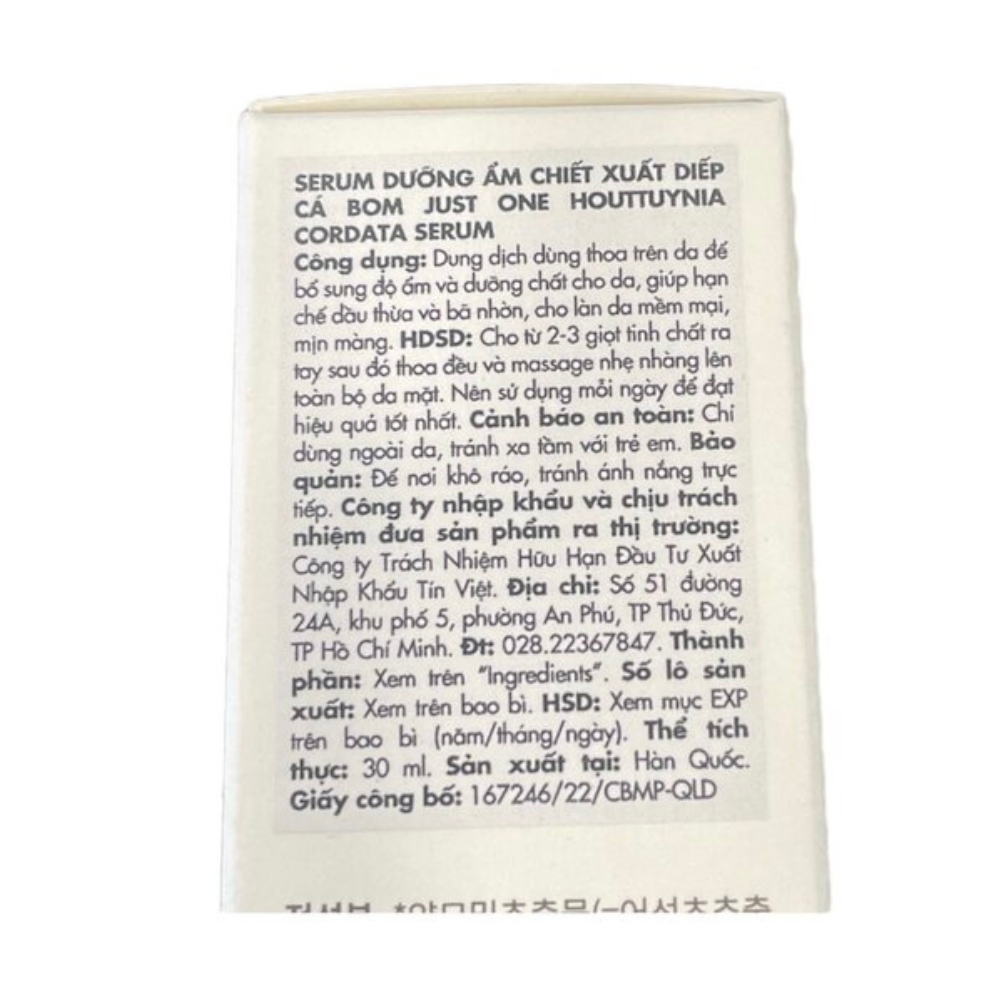 SERUM DƯỠNG ẨM CHIẾT XUẤT DIẾP
CÁ BOM JUST ONE HOUTTUYNIA
CORDATA SERUM
Công dụng: Dung dịch dùng thoa trên da để
bổ sung độ ẩm và dưỡng chất cho da, giúp hạn
chế dầu thừa và bã nhờn, cho làn da mềm mại,
mịn màng. HDSD: Cho từ 2-3 giọt tinh chất ra
tay sau đó thoa đều và massage nhẹ nhàng lên
toàn bộ da mặt. Nên sử dụng mỗi ngày để đạt
hiệu quả tốt nhất. Cảnh báo an toàn: Chỉ
dùng ngoài da, tránh xa tầm với trẻ em. Bảo
quản: Để nơi khô ráo, tránh ánh nắng trực
tiếp. Công ty nhập khẩu và chịu trách
nhiệm đưa sản phẩm ra thị trường:
Công ty Trách Nhiệm Hữu Hạn Đầu Tư Xuất
Nhập Khẩu Tín Việt. Địa chỉ: Số 51 đường
24A, khu phố 5, phường An Phú, TP Thủ Đức,
TP Hồ Chí Minh. Đt: 028.22367847. Thành
phần: Xem trên "Ingredients". Số lô sản
xuất: Xem trên bao bì. HSD: Xem mục EXP
trên bao bì (năm/tháng/ngày). Thể tích
thực: 30 ml. Sản xuất tại: Hàn Quốc.
Giấy công bố: 167246/22/CBMP-QLD